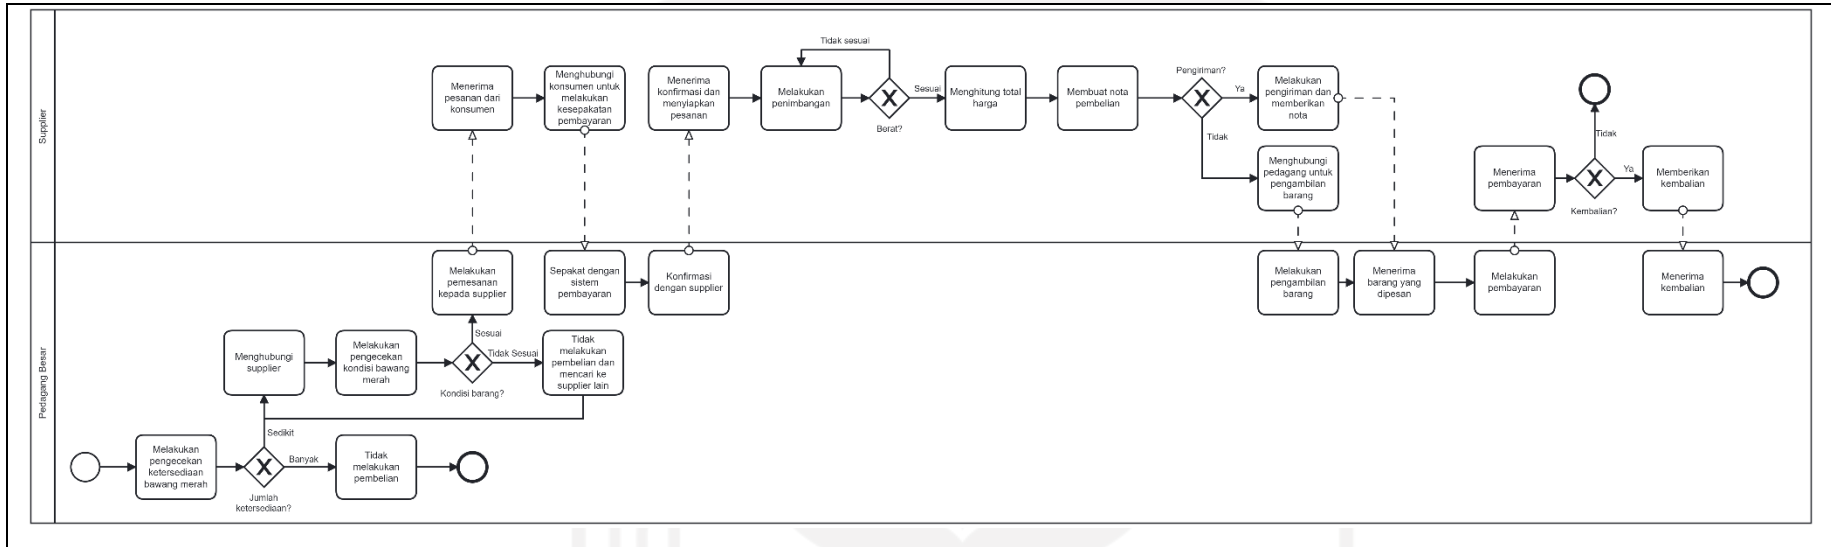 Supplier
Menerima
pesanan dari
konsumen
Menghubungi
konsumen untuk
melakukan
kesepakatan
pembayaran
Menerima
konfirmasi dan
menyiapkan
pesanan
Tidak sesuai
Melakukan
penimbangan
Berat?
Sesuai
Menghitung total
harga
Membuat nota
pembelian
Pengiriman?
Ya
Tidak
Melakukan
pengiriman dan
memberikan
nota
Menghubungi
pedagang untuk
pengambilan
barang
Menerima
pembayaran
Tidak
Kembalian?
Ya
Memberikan
kembalian
Pedagang Besar
Melakukan
pengecekan
ketersediaan
bawang merah
Jumlah
ketersediaan?
Banyak
Tidak
melakukan
pembelian
Sedikit
Menghubungi
supplier
Melakukan
pengecekan
kondisi bawang
merah
Kondisi barang?
Tidak Sesuai
Tidak
melakukan
pembelian dan
mencari ke
supplier lain
Sesuai
Melakukan
pemesanan
kepada supplier
Sepakat dengan
sistem
pembayaran
Konfirmasi
dengan supplier
Melakukan
pengambilan
barang
Menerima
barang yang
dipesan
Melakukan
pembayaran
Menerima
kembalian